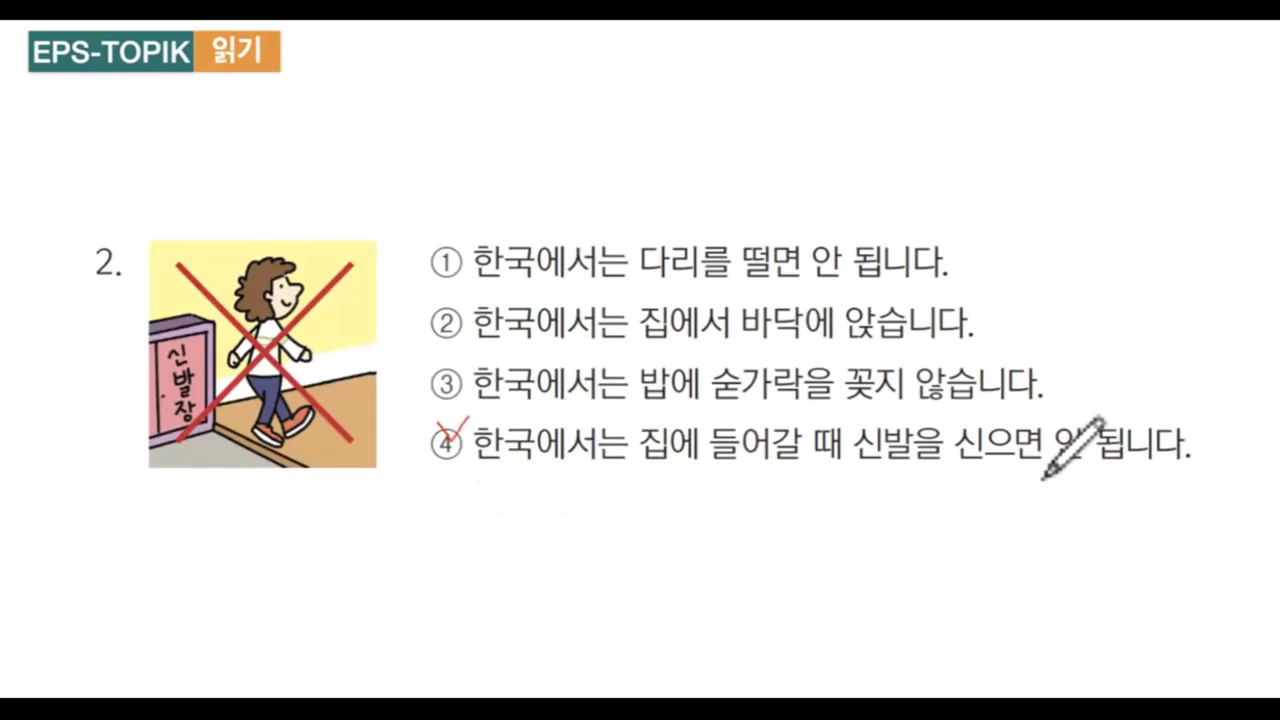 EPS-TOPIK 읽기
2.
신발장
① 한국에서는 다리를 떨면 안 됩니다.
② 한국에서는 집에서 바닥에 앉습니다.
③ 한국에서는 밥에 숟가락을 꽂지 않습니다.
④ 한국에서는 집에 들어갈 때 신발을 신으면 안 됩니다.